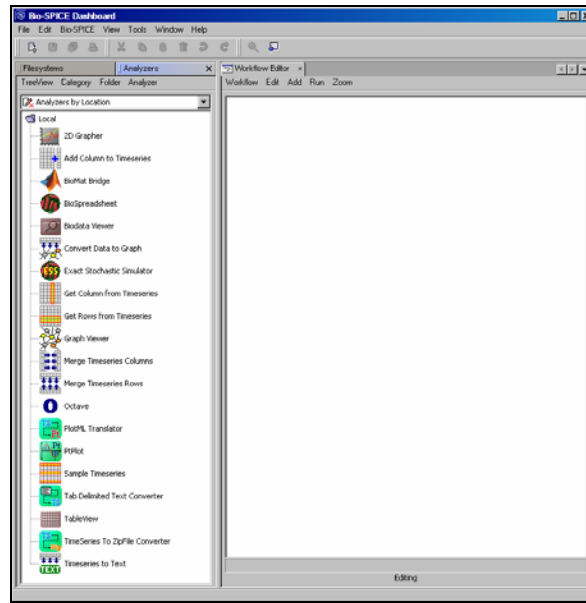 Bio-SPICE Dashboard
File Edit Bio-SPICE View Tools Window Help
Filesystems Analyzers x Workflow Editor x
TreeView Category Folder Analyzer Workflow Edit Add Run Zoom
Analyzers by Location
Local
2D Grapher
Add Column to Timeseries
BioMat Bridge
BioSpreadsheet
Biodata Viewer
Convert Data to Graph
ESS Exact Stochastic Simulator
Get Column from Timeseries
Get Rows from Timeseries
Graph Viewer
Merge Timeseries Columns
Merge Timeseries Rows
Octave
Pt PlotML Translator
Pt PtPlot
Sample Timeseries
Tab Delimited Text Converter
TableView
TimeSeries To ZipFile Converter
TEXT Timeseries to Text
Editing